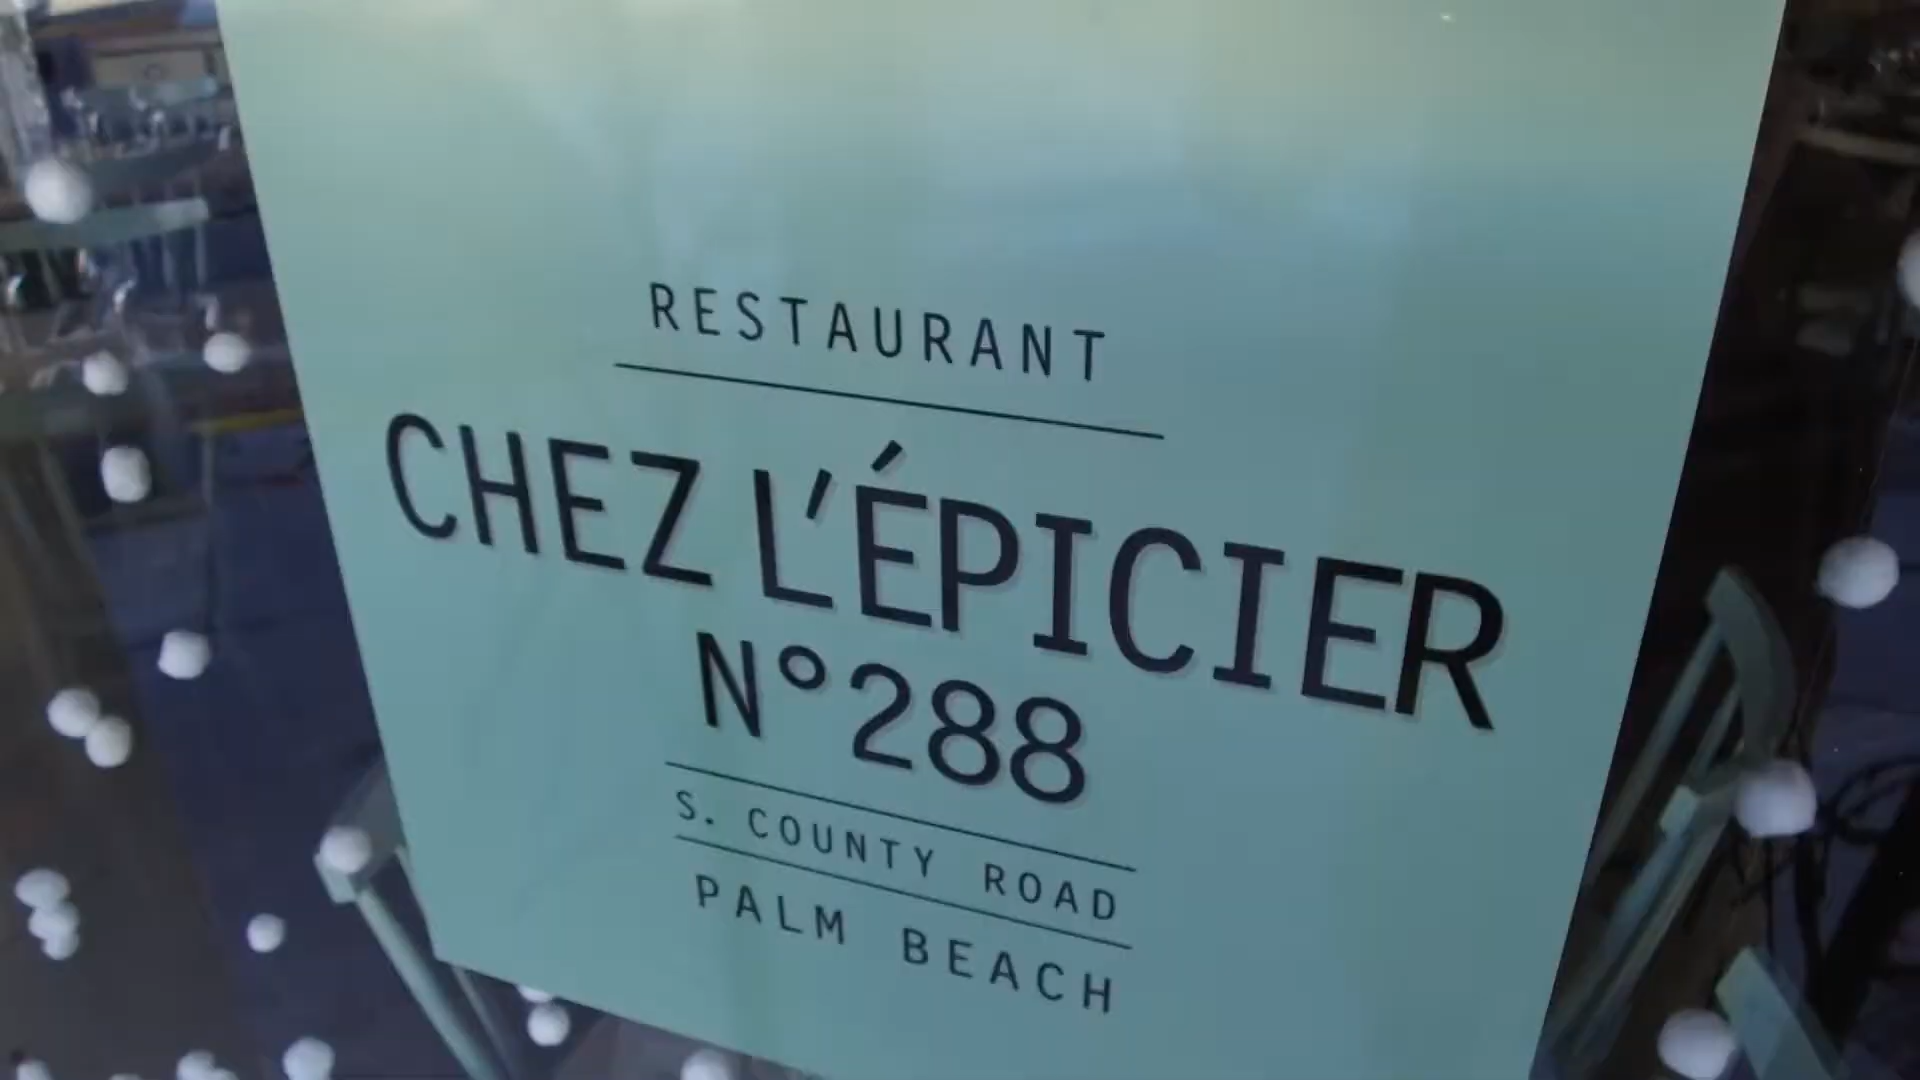 RESTAURANT
CHEZ L'ÉPICIER
N°288
S. COUNTY ROAD
PALM BEACH